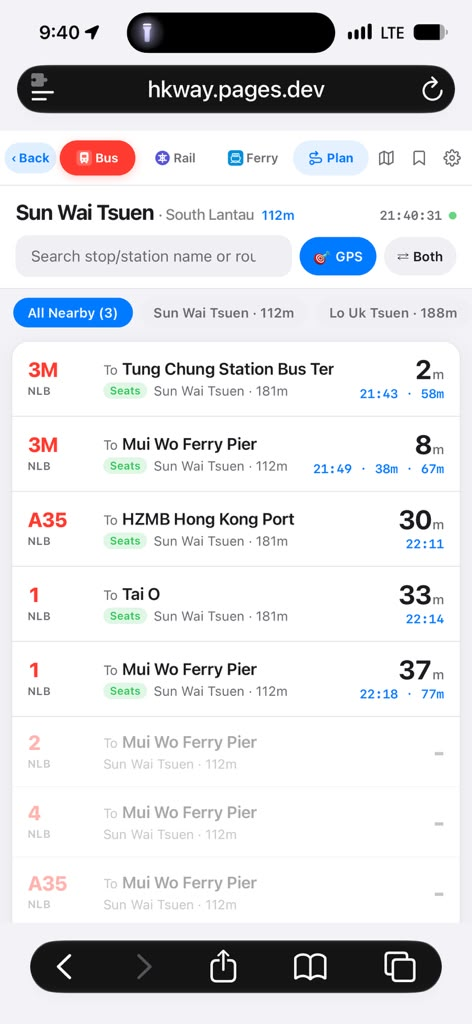 9:40
LTE
hkway.pages.dev
‹ Back
Bus
Rail
Ferry
Plan
Sun Wai Tsuen · South Lantau 112m
21:40:31
Search stop/station name or rou
GPS
⇄ Both
All Nearby (3)
Sun Wai Tsuen · 112m
Lo Uk Tsuen · 188m
3M To Tung Chung Station Bus Ter 2m
NLB Seats Sun Wai Tsuen · 181m 21:43 · 58m
3M To Mui Wo Ferry Pier 8m
NLB Seats Sun Wai Tsuen · 112m 21:49 · 38m · 67m
A35 To HZMB Hong Kong Port 30m
NLB Seats Sun Wai Tsuen · 181m 22:11
1 To Tai O 33m
NLB Seats Sun Wai Tsuen · 181m 22:14
1 To Mui Wo Ferry Pier 37m
NLB Seats Sun Wai Tsuen · 112m 22:18 · 77m
2 To Mui Wo Ferry Pier –
NLB Sun Wai Tsuen · 112m
4 To Mui Wo Ferry Pier –
NLB Sun Wai Tsuen · 112m
A35 To Mui Wo Ferry Pier –
NLB Sun Wai Tsuen · 112m